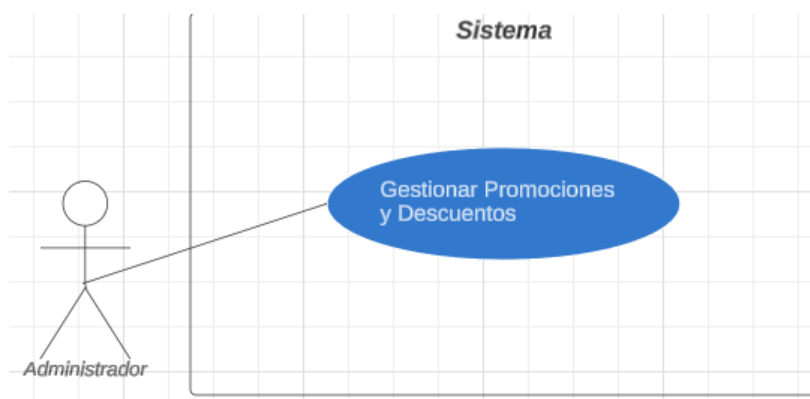 Sistema
Gestionar Promociones
y Descuentos
Administrador